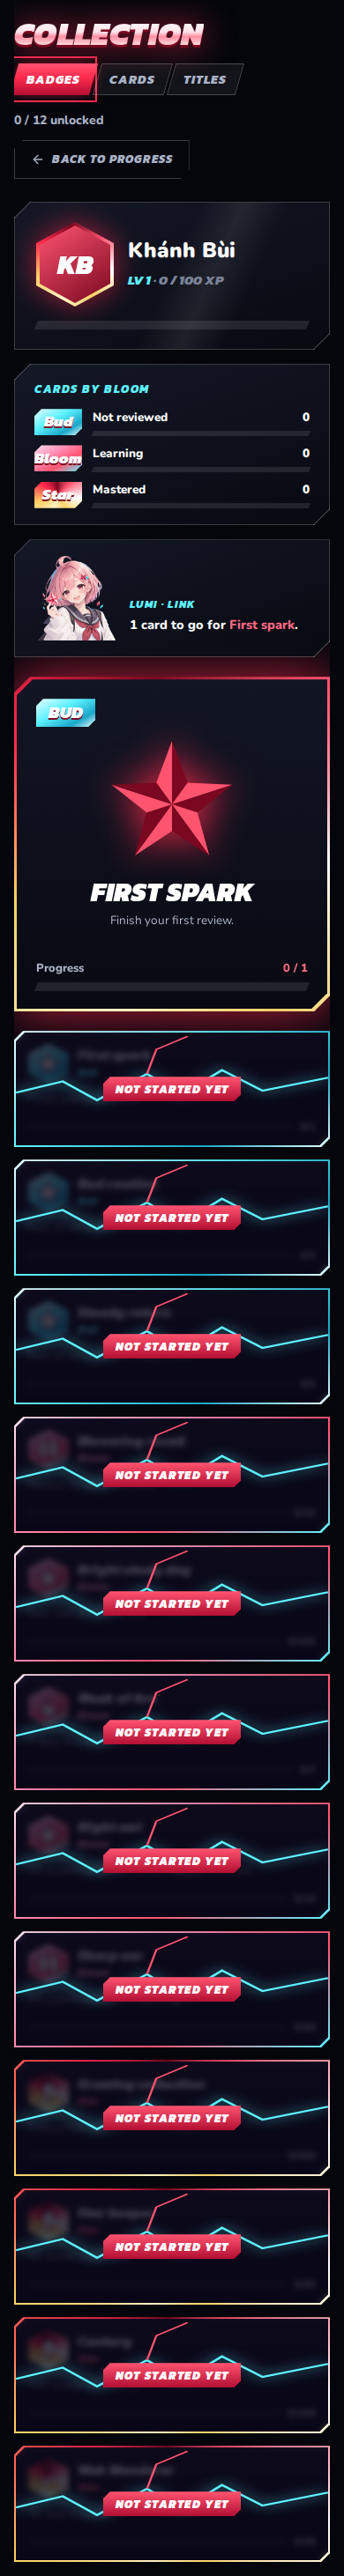 COLLECTION
BADGES
CARDS
TITLES
0 / 12 unlocked
← BACK TO PROGRESS
KB
Khánh Bùi
LV 1 · 0 / 100 XP
CARDS BY BLOOM
Bud
Not reviewed
0
Bloom
Learning
0
Star
Mastered
0
LUMI · LINK
1 card to go for First spark.
BUD
FIRST SPARK
Finish your first review.
Progress
0 / 1
NOT STARTED YET
NOT STARTED YET
NOT STARTED YET
NOT STARTED YET
NOT STARTED YET
NOT STARTED YET
NOT STARTED YET
NOT STARTED YET
NOT STARTED YET
NOT STARTED YET
NOT STARTED YET
NOT STARTED YET